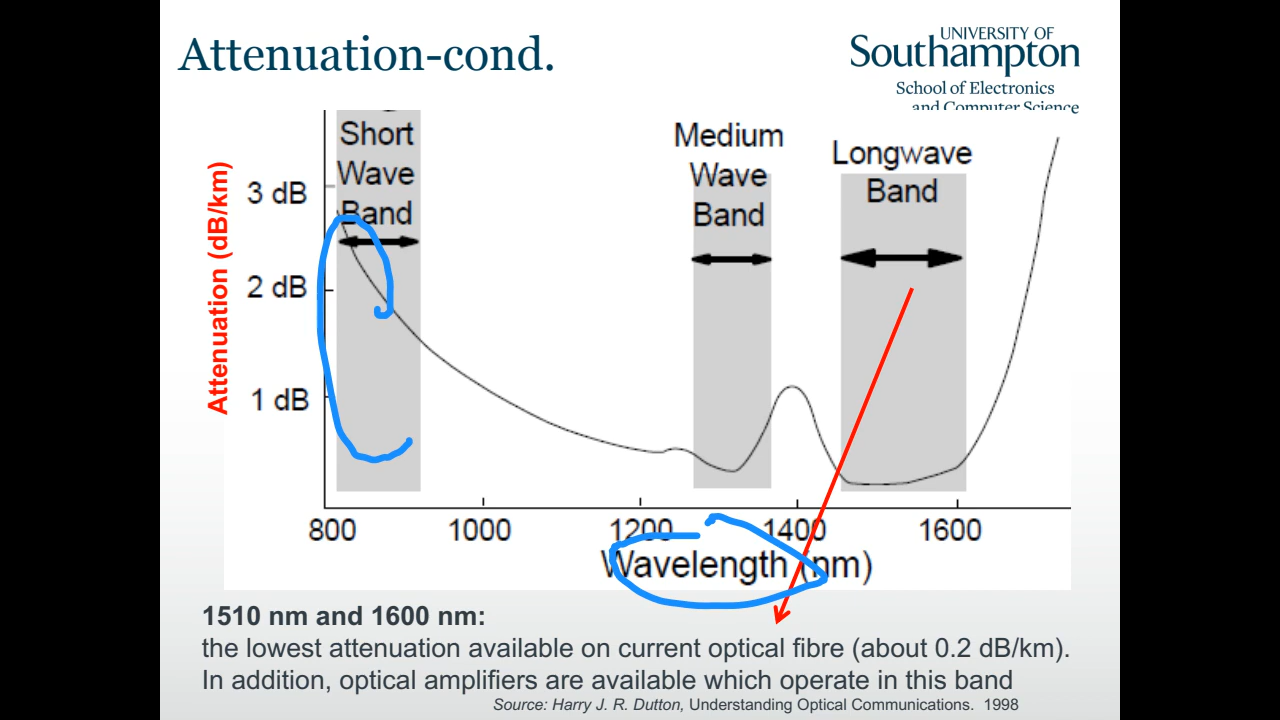 Attenuation-cond.
UNIVERSITY OF
Southampton
School of Electronics
and Computer Science
Short
Wave
Band
Medium
Wave
Band
Longwave
Band
Attenuation (dB/km)
3 dB
2 dB
1 dB
800 1000 1200 1400 1600
Wavelength (nm)
1510 nm and 1600 nm:
the lowest attenuation available on current optical fibre (about 0.2 dB/km).
In addition, optical amplifiers are available which operate in this band
Source: Harry J. R. Dutton, Understanding Optical Communications. 1998